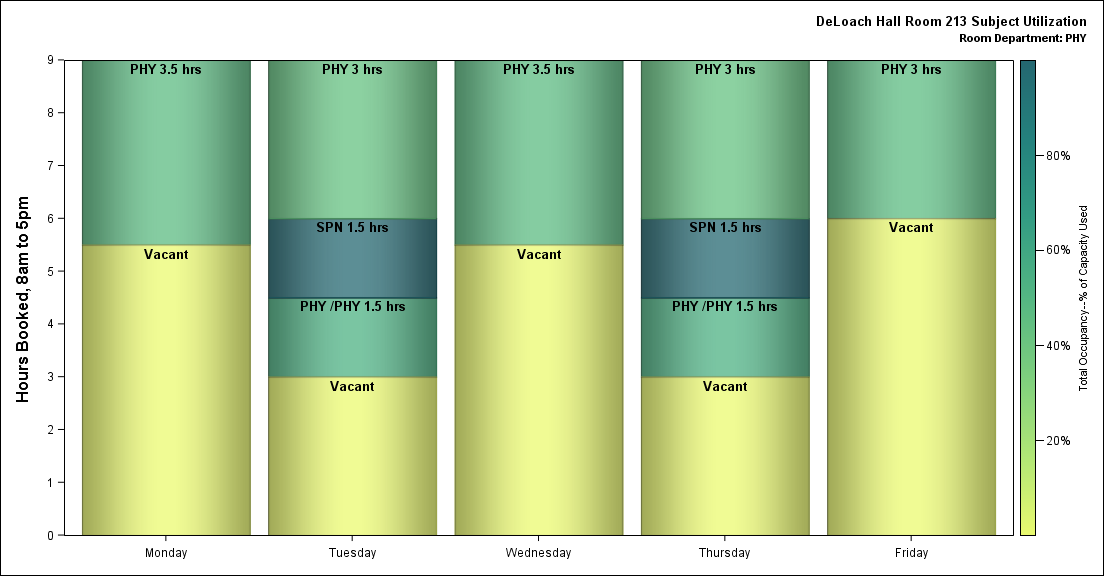 DeLoach Hall Room 213 Subject Utilization
Room Department: PHY
Hours Booked, 8am to 5pm
9
8
7
6
5
4
3
2
1
0
PHY 3.5 hrs
Vacant
PHY 3 hrs
SPN 1.5 hrs
PHY /PHY 1.5 hrs
Vacant
PHY 3.5 hrs
Vacant
PHY 3 hrs
SPN 1.5 hrs
PHY /PHY 1.5 hrs
Vacant
PHY 3 hrs
Vacant
Monday
Tuesday
Wednesday
Thursday
Friday
80%
60%
40%
20%
Total Occupancy--% of Capacity Used